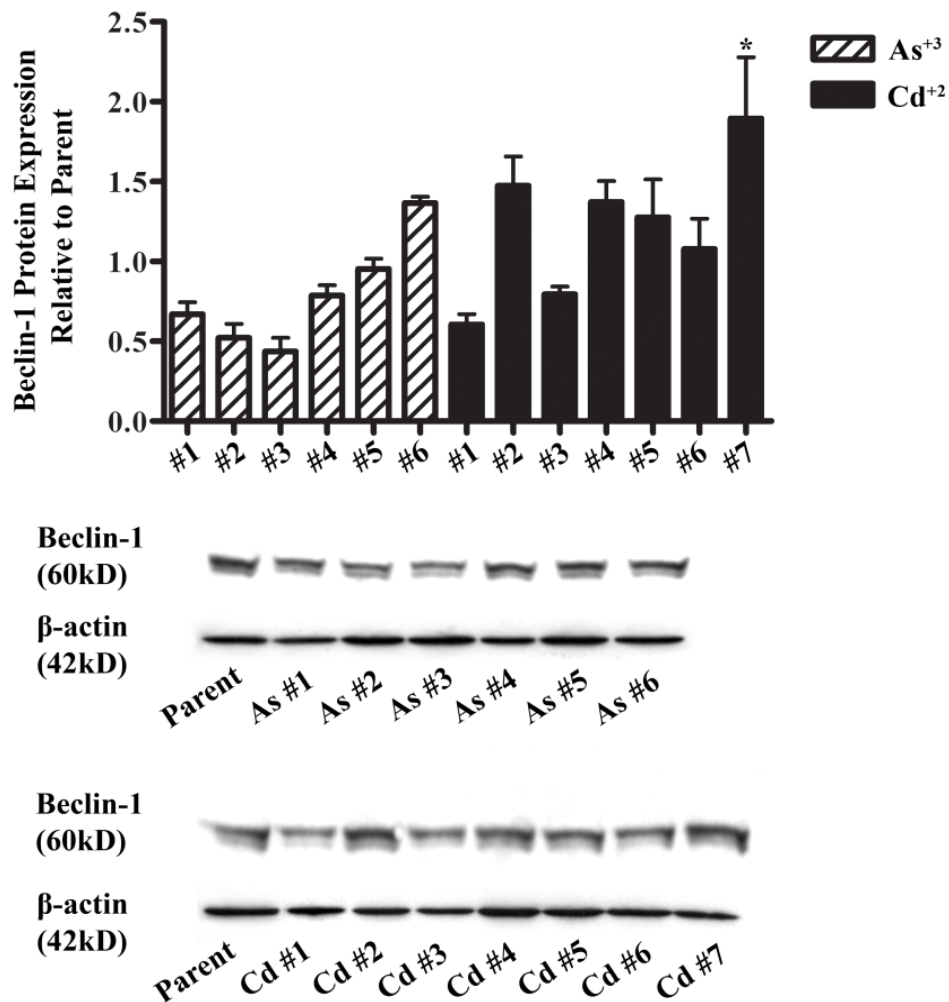 Beclin-1 Protein Expression
Relative to Parent
2.5
2.0
1.5
1.0
0.5
0.0
*
As+3
Cd+2
#1 #2 #3 #4 #5 #6 #1 #2 #3 #4 #5 #6 #7
Beclin-1
(60kD)
β-actin
(42kD)
Parent As #1 As #2 As #3 As #4 As #5 As #6
Beclin-1
(60kD)
β-actin
(42kD)
Parent Cd #1 Cd #2 Cd #3 Cd #4 Cd #5 Cd #6 Cd #7